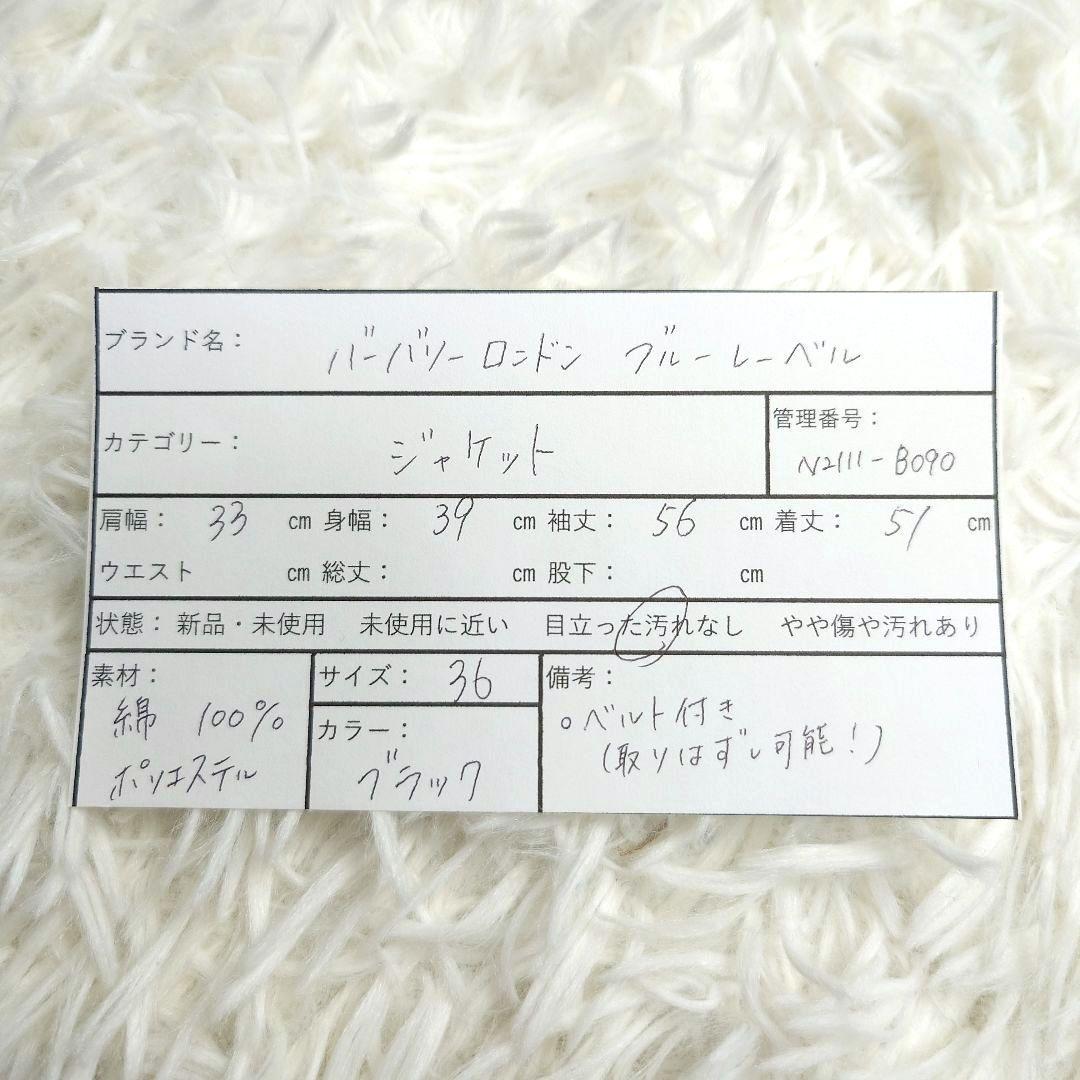 ブランド名： バーバリーロンドン ブルーレーベル
カテゴリー： ジャケット
管理番号：
N2111-B090
肩幅： 33 cm 身幅： 39 cm 袖丈： 56 cm 着丈： 51 cm
ウエスト cm 総丈： cm 股下： cm
状態： 新品・未使用 未使用に近い 目立った汚れなし やや傷や汚れあり
素材：
綿 100%
ポリエステル
サイズ： 36
カラー：
ブラック
備考：
○ベルト付き
(取りはずし可能！)